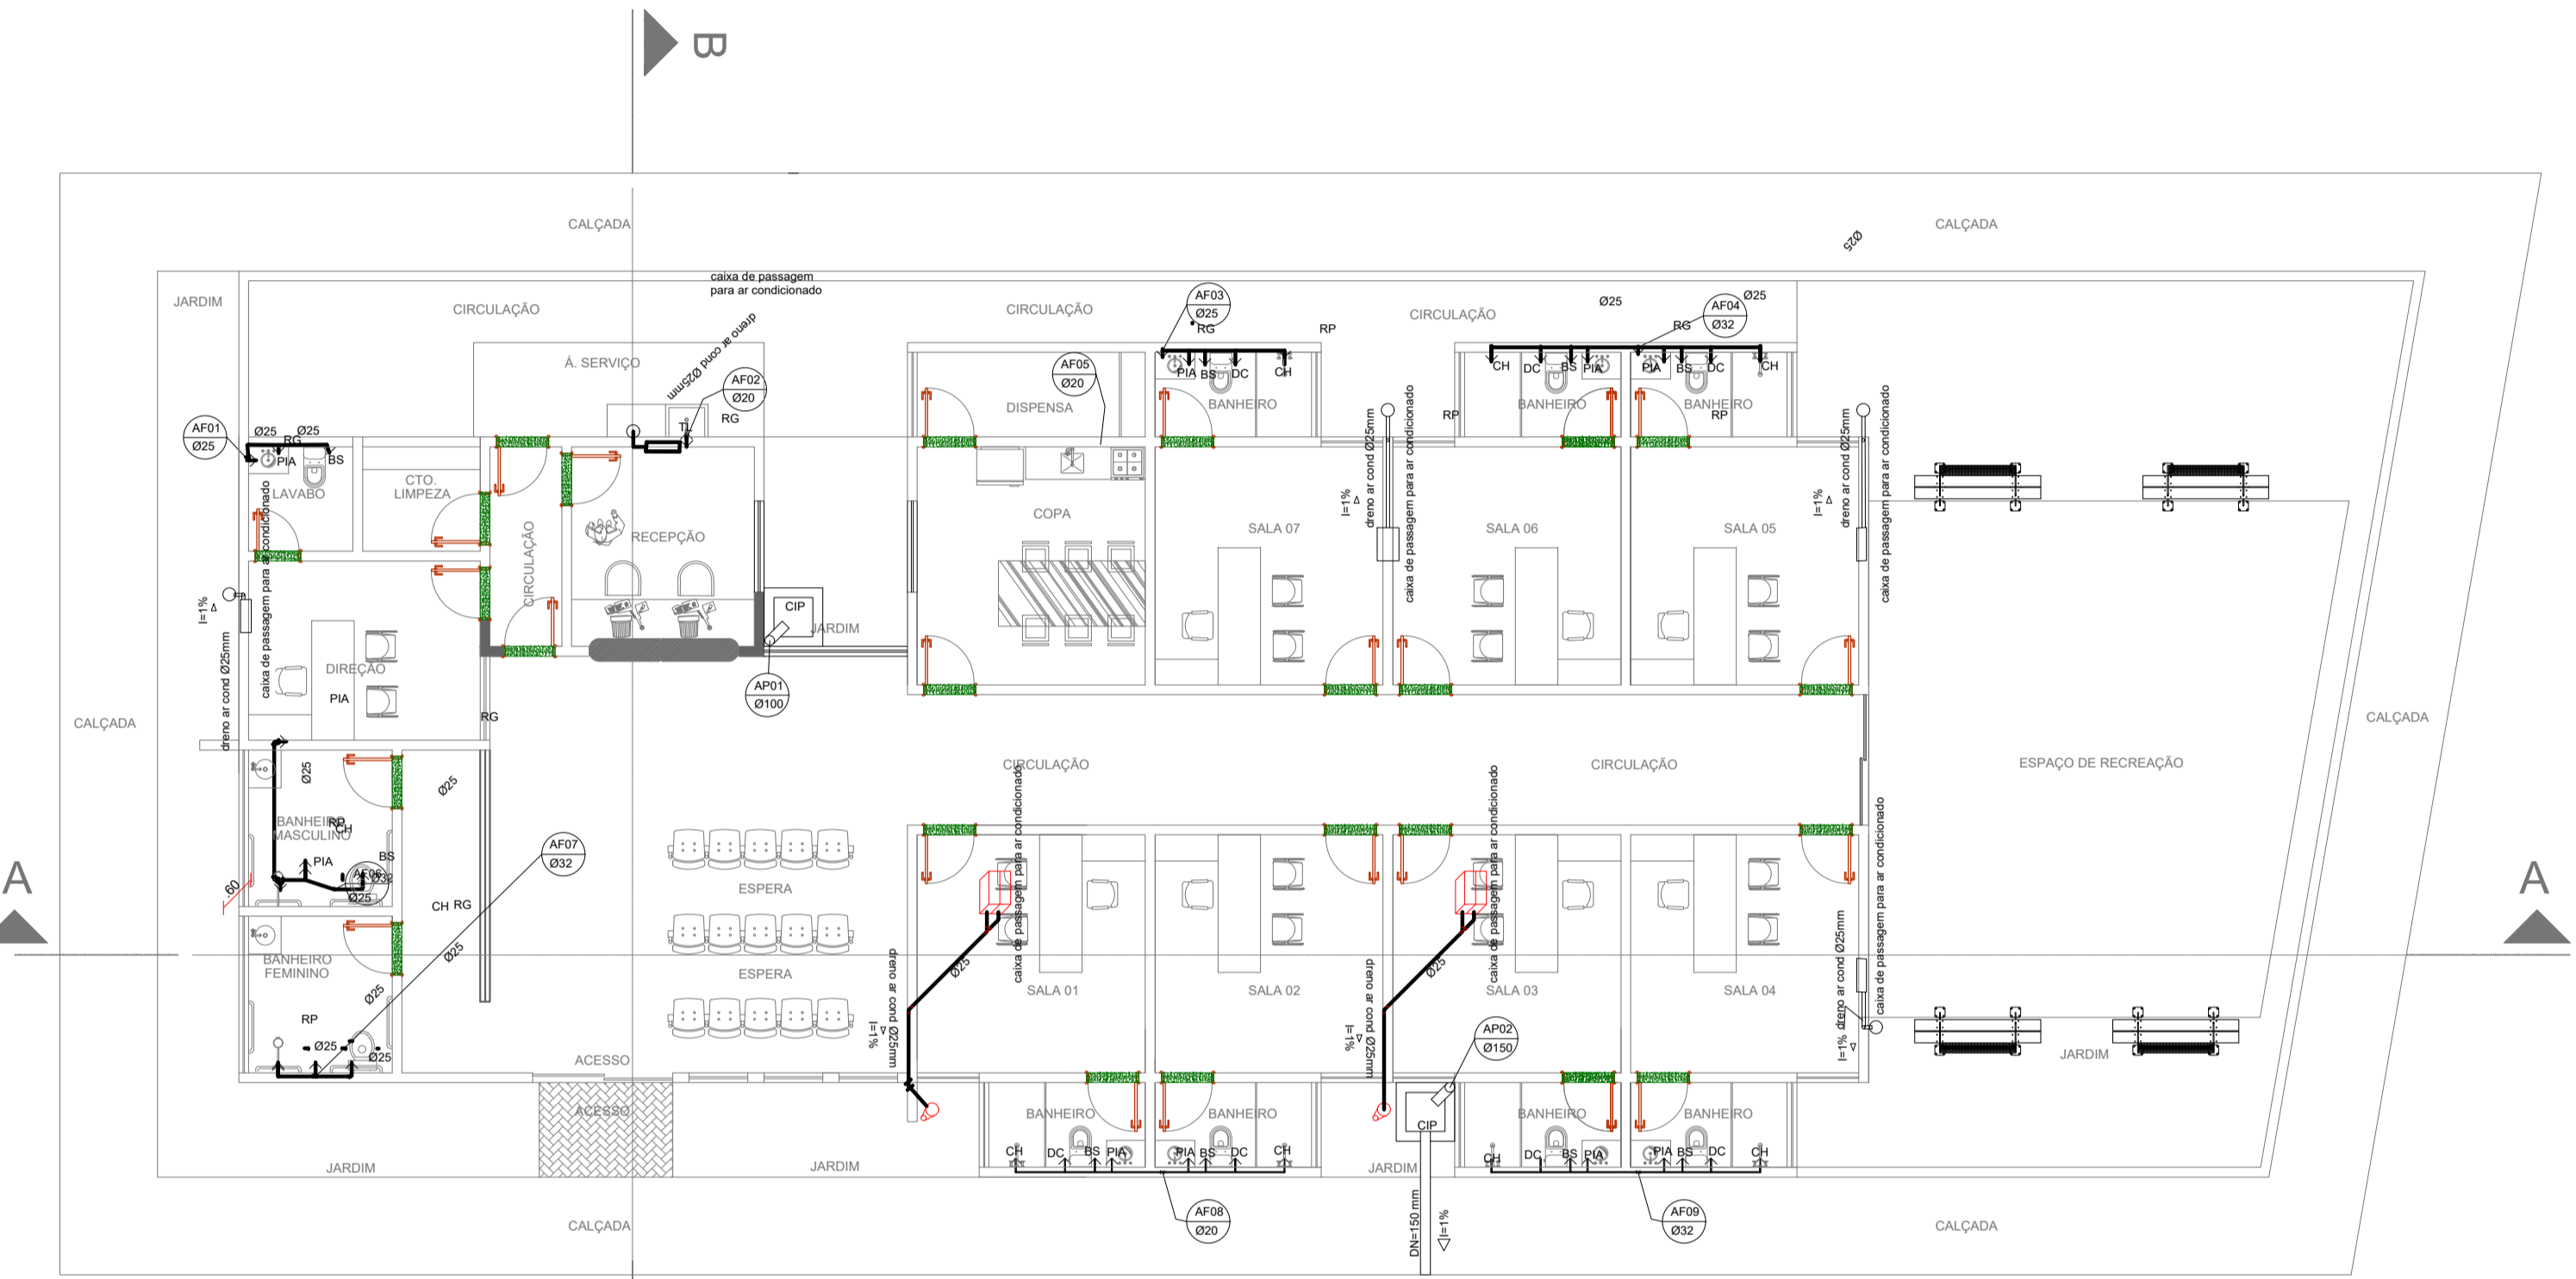 B
CALÇADA
CALÇADA
Ø25
caixa de passagem
para ar condicionado
JARDIM
CIRCULAÇÃO
CIRCULAÇÃO
CIRCULAÇÃO
AF03
Ø25
RG
RP
Ø25
RG
AF04
Ø32
Ø25
Á. SERVIÇO
dreno ar cond Ø25mm
AF02
Ø20
RG
TL
AF05
Ø20
DISPENSA
PIA
BS
DC
CH
BANHEIRO
CH
DC
BS
PIA
BANHEIRO
RP
PIA
BS
DC
CH
BANHEIRO
RP
AF01
Ø25
Ø25
RG
Ø25
PIA
BS
LAVABO
CTO.
LIMPEZA
caixa de passagem para ar condicionado
CIRCULAÇÃO
RECEPÇÃO
COPA
SALA 07
I=1%
dreno ar cond Ø25mm
caixa de passagem para ar condicionado
SALA 06
SALA 05
I=1%
dreno ar cond Ø25mm
caixa de passagem para ar condicionado
I=1%
dreno ar cond Ø25mm
CIP
JARDIM
DIREÇÃO
PIA
RG
AP01
Ø100
CALÇADA
CALÇADA
CIRCULAÇÃO
CIRCULAÇÃO
ESPAÇO DE RECREAÇÃO
Ø25
Ø25
BANHEIRO
MASCULINO
RP
CH
PIA
BS
AF06
Ø32
Ø25
.60
AF07
Ø32
CH
RG
Ø25
ESPERA
ESPERA
caixa de passagem para ar condicionado
caixa de passagem para ar condicionado
caixa de passagem para ar condicionado
A
A
BANHEIRO
FEMININO
Ø25
RP
Ø25
Ø25
dreno ar cond Ø25mm
I=1%
Ø25
SALA 01
SALA 02
dreno ar cond Ø25mm
I=1%
Ø25
SALA 03
SALA 04
I=1%
dreno ar cond Ø25mm
AP02
Ø150
JARDIM
ACESSO
ACESSO
BANHEIRO
BANHEIRO
CIP
BANHEIRO
BANHEIRO
CH
DC
BS
PIA
PIA
BS
DC
CH
CH
DC
BS
PIA
PIA
BS
DC
CH
JARDIM
JARDIM
JARDIM
AF08
Ø20
DN=150 mm
I=1%
AF09
Ø32
CALÇADA
CALÇADA